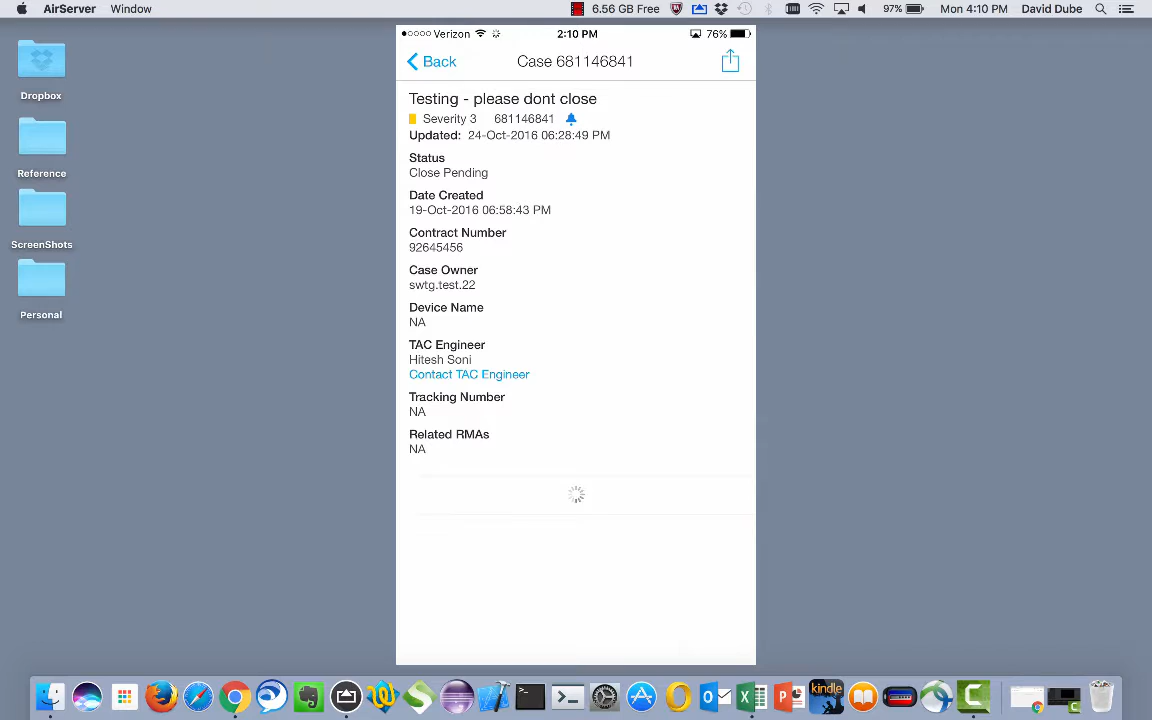 AirServer Window 6.56 GB Free 97% Mon 4:10 PM David Dube
Verizon 2:10 PM 76%
Back Case 681146841
Testing - please dont close
Severity 3 681146841
Updated: 24-Oct-2016 06:28:49 PM
Status
Close Pending
Date Created
19-Oct-2016 06:58:43 PM
Contract Number
92645456
Case Owner
swtg.test.22
Device Name
NA
TAC Engineer
Hitesh Soni
Contact TAC Engineer
Tracking Number
NA
Related RMAs
NA
Dropbox
Reference
ScreenShots
Personal
kindle